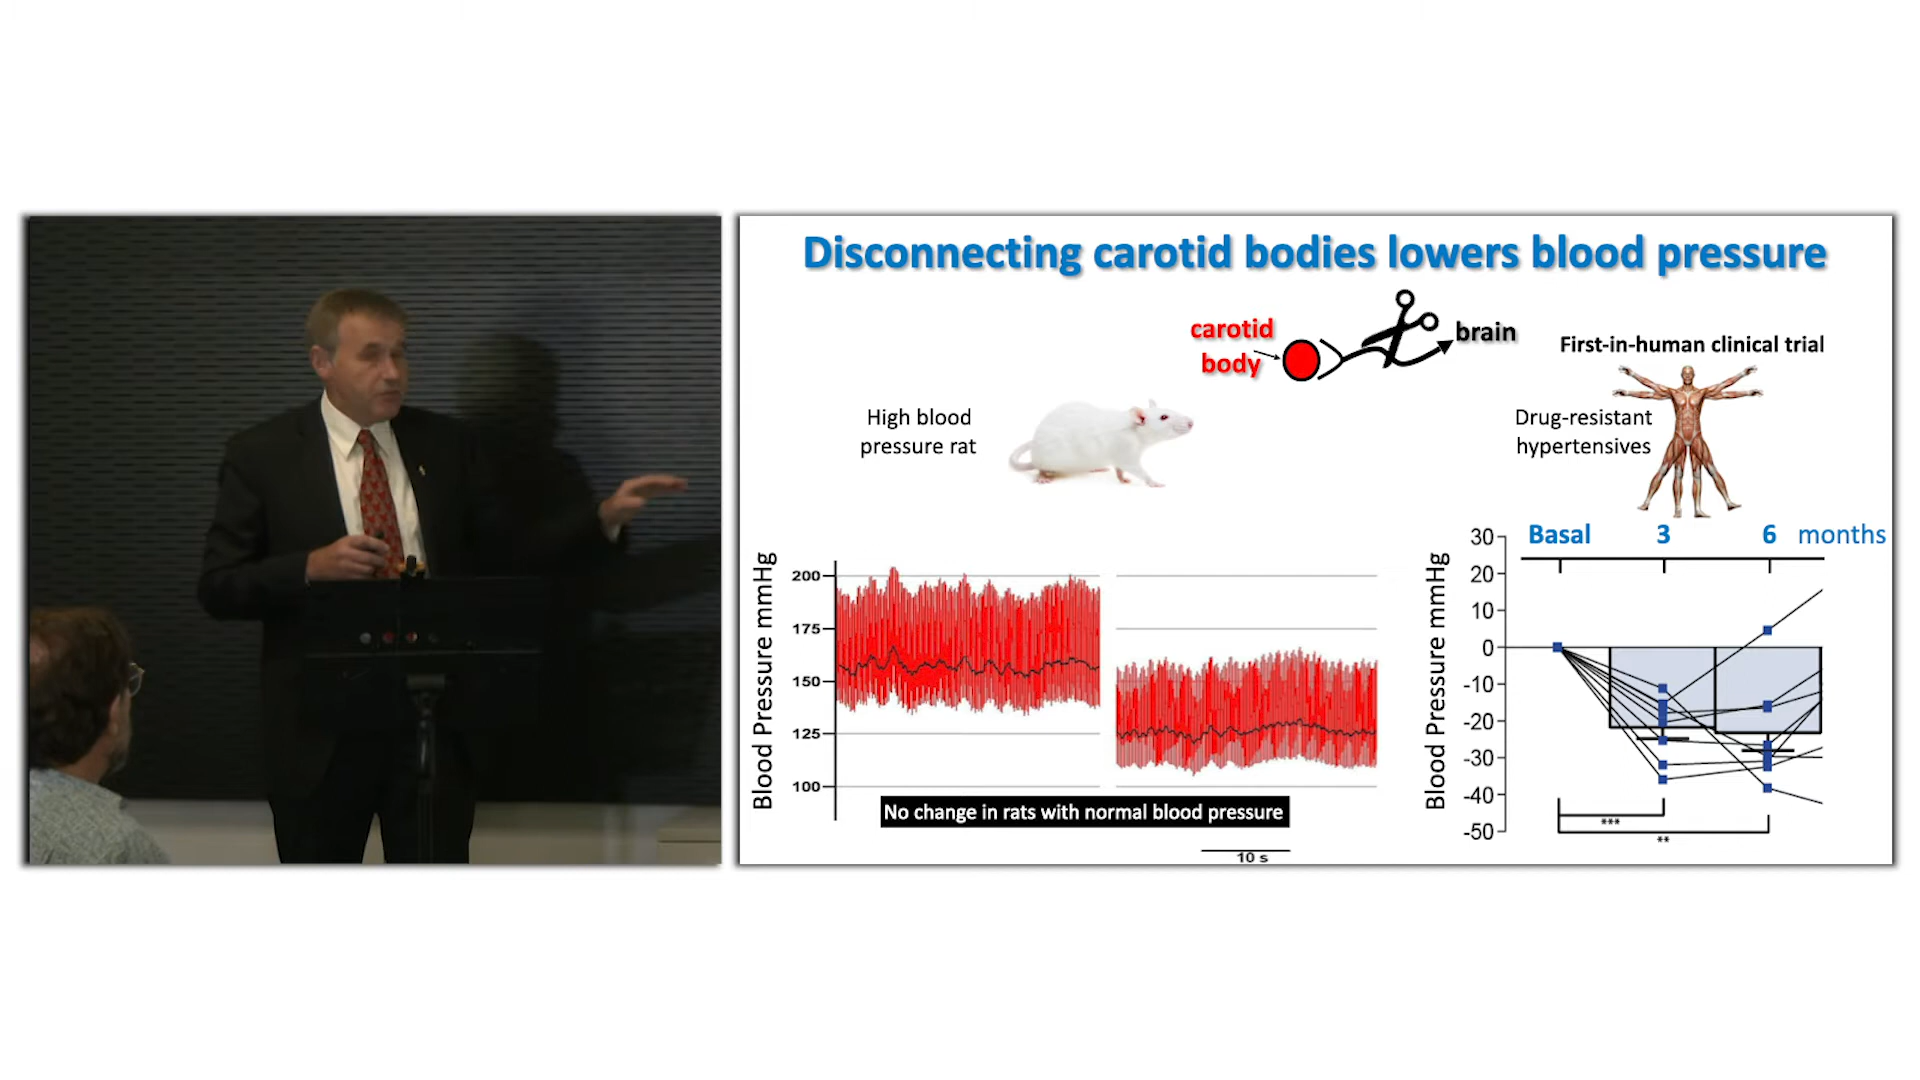 Disconnecting carotid bodies lowers blood pressure
carotid
body
brain
First-in-human clinical trial
High blood
pressure rat
Drug-resistant
hypertensives
Blood Pressure mmHg
200
175
150
125
100
No change in rats with normal blood pressure
10 s
Blood Pressure mmHg
Basal 3 6 months
30
20
10
0
-10
-20
-30
-40
-50
***
**